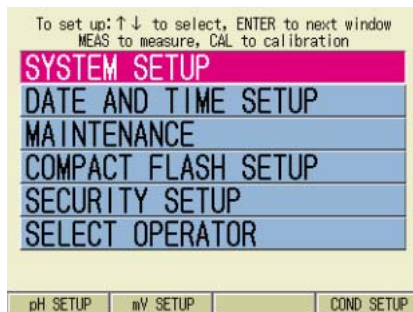 To set up:↑↓ to select, ENTER to next window
MEAS to measure, CAL to calibration
SYSTEM SETUP
DATE AND TIME SETUP
MAINTENANCE
COMPACT FLASH SETUP
SECURITY SETUP
SELECT OPERATOR
pH SETUP mV SETUP COND SETUP